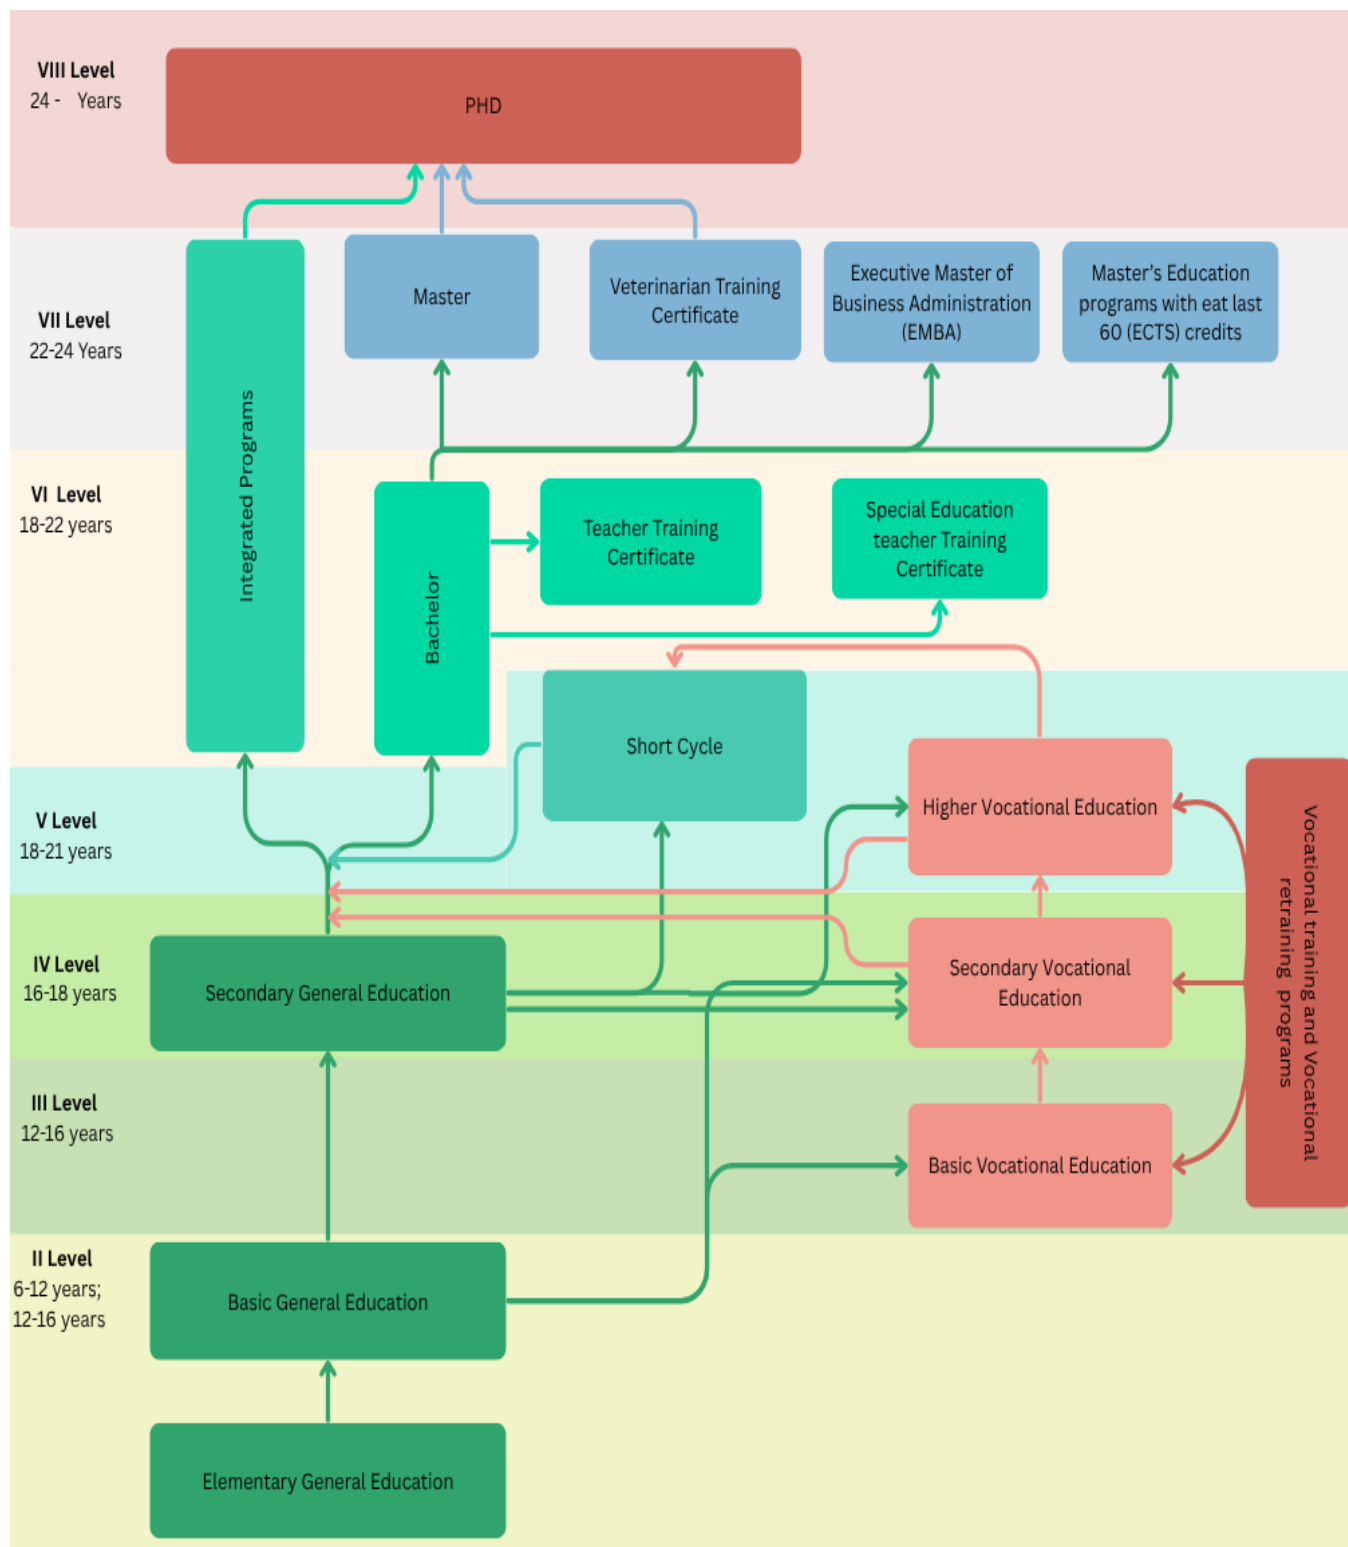 VIII Level
24 -   Years
PHD
VII Level
22-24 Years
Integrated Programs
Master
Veterinarian Training
Certificate
Executive Master of
Business Administration
(EMBA)
Master's Education
programs with eat last
60 (ECTS) credits
VI  Level
18-22 years
Bachelor
Teacher Training
Certificate
Special Education
teacher Training
Certificate
V Level
18-21 years
Short Cycle
Higher Vocational Education
Vocational training and Vocational
retraining  programs
IV Level
16-18 years
Secondary General Education
Secondary Vocational
Education
III Level
12-16 years
Basic Vocational Education
II Level
6-12 years;
12-16 years
Basic General Education
Elementary General Education